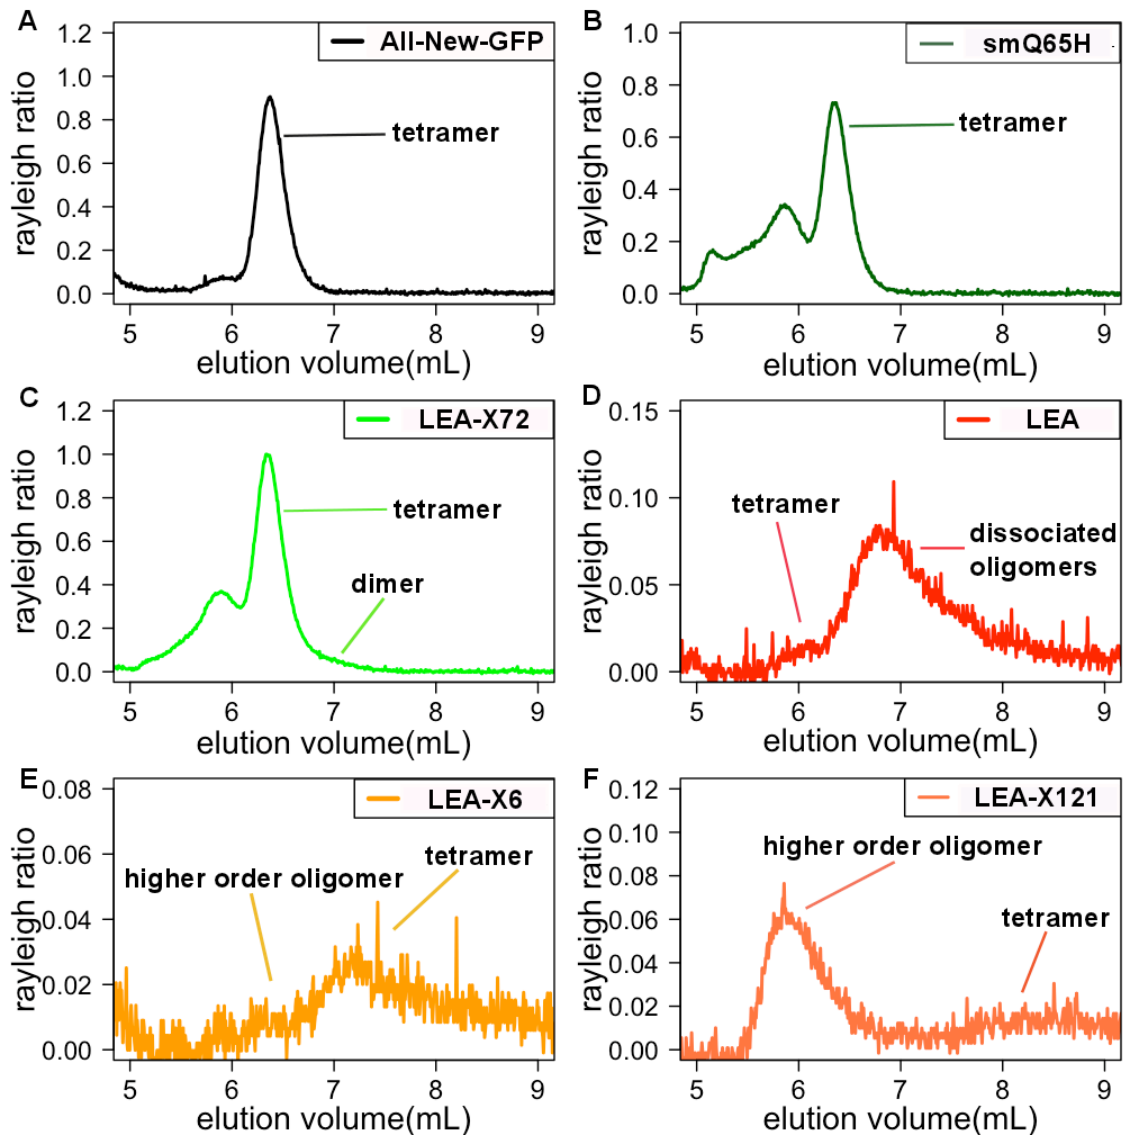 A
All-New-GFP
1.2
1.0
0.8
0.6
0.4
0.2
0.0
rayleigh ratio
tetramer
5 6 7 8 9
elution volume(mL)
B
smQ65H
1.0
0.8
0.6
0.4
0.2
0.0
rayleigh ratio
tetramer
5 6 7 8 9
elution volume(mL)
C
LEA-X72
1.2
1.0
0.8
0.6
0.4
0.2
0.0
rayleigh ratio
tetramer
dimer
5 6 7 8 9
elution volume(mL)
D
LEA
0.15
0.10
0.05
0.00
rayleigh ratio
tetramer
dissociated
oligomers
5 6 7 8 9
elution volume(mL)
E
LEA-X6
0.08
0.06
0.04
0.02
0.00
rayleigh ratio
tetramer
higher order oligomer
5 6 7 8 9
elution volume(mL)
F
LEA-X121
0.12
0.10
0.08
0.06
0.04
0.02
0.00
rayleigh ratio
higher order oligomer
tetramer
5 6 7 8 9
elution volume(mL)